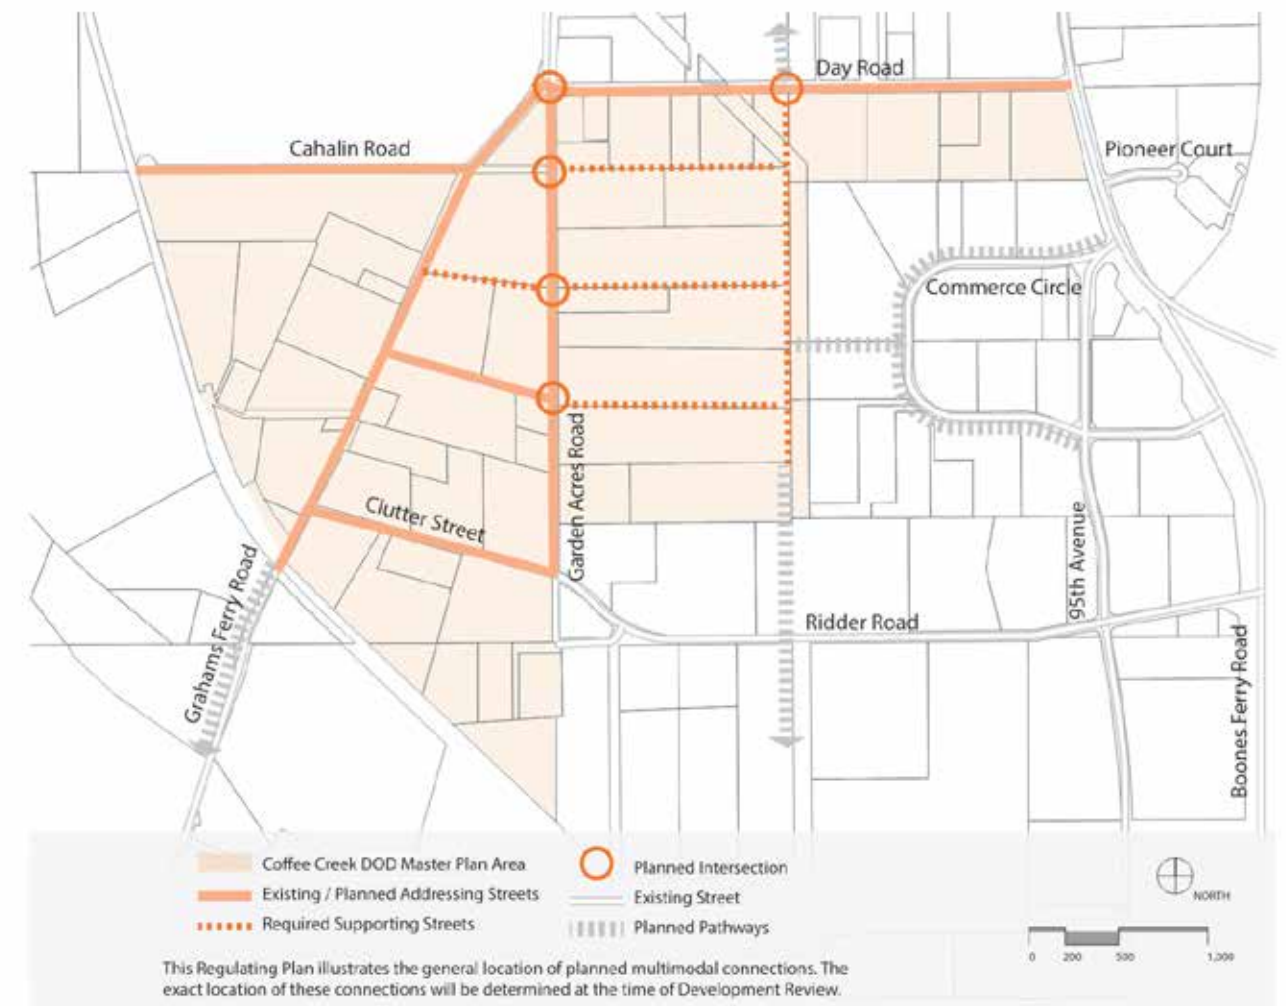 Day Road
Cahalin Road
Pioneer Court
Commerce Circle
Clutter Street
Garden Acres Road
95th Avenue
Grahams Ferry Road
Ridder Road
Boones Ferry Road
Coffee Creek DOD Master Plan Area
Existing / Planned Addressing Streets
Required Supporting Streets
Planned Intersection
Existing Street
Planned Pathways
NORTH
0 200 500 1,000
This Regulating Plan illustrates the general location of planned multimodal connections. The
exact location of these connections will be determined at the time of Development Review.